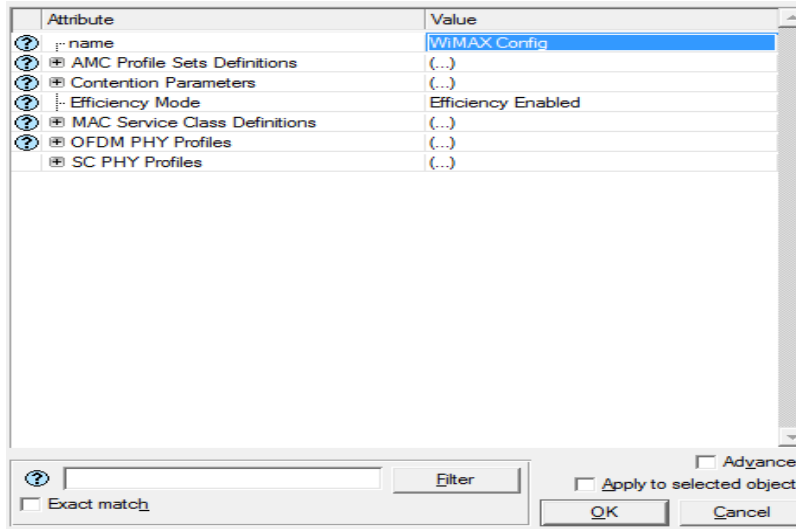 Attribute Value
name WiMAX Config
AMC Profile Sets Definitions (...)
Contention Parameters (...)
Efficiency Mode Efficiency Enabled
MAC Service Class Definitions (...)
OFDM PHY Profiles (...)
SC PHY Profiles (...)
Advance
Filter
Apply to selected object
Exact match
OK Cancel